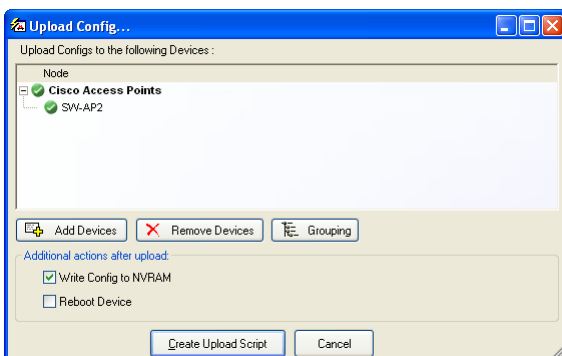 Upload Config...
Upload Configs to the following Devices :
Node
Cisco Access Points
SW-AP2
Add Devices Remove Devices Grouping
Additional actions after upload:
Write Config to NVRAM
Reboot Device
Create Upload Script Cancel